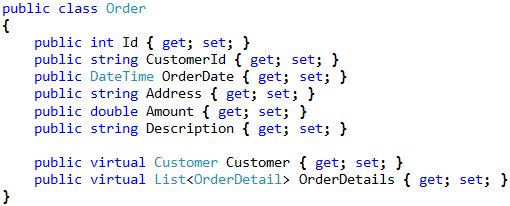 public class Order
{
    public int Id { get; set; }
    public string CustomerId { get; set; }
    public DateTime OrderDate { get; set; }
    public string Address { get; set; }
    public double Amount { get; set; }
    public string Description { get; set; }

    public virtual Customer Customer { get; set; }
    public virtual List<OrderDetail> OrderDetails { get; set; }
}